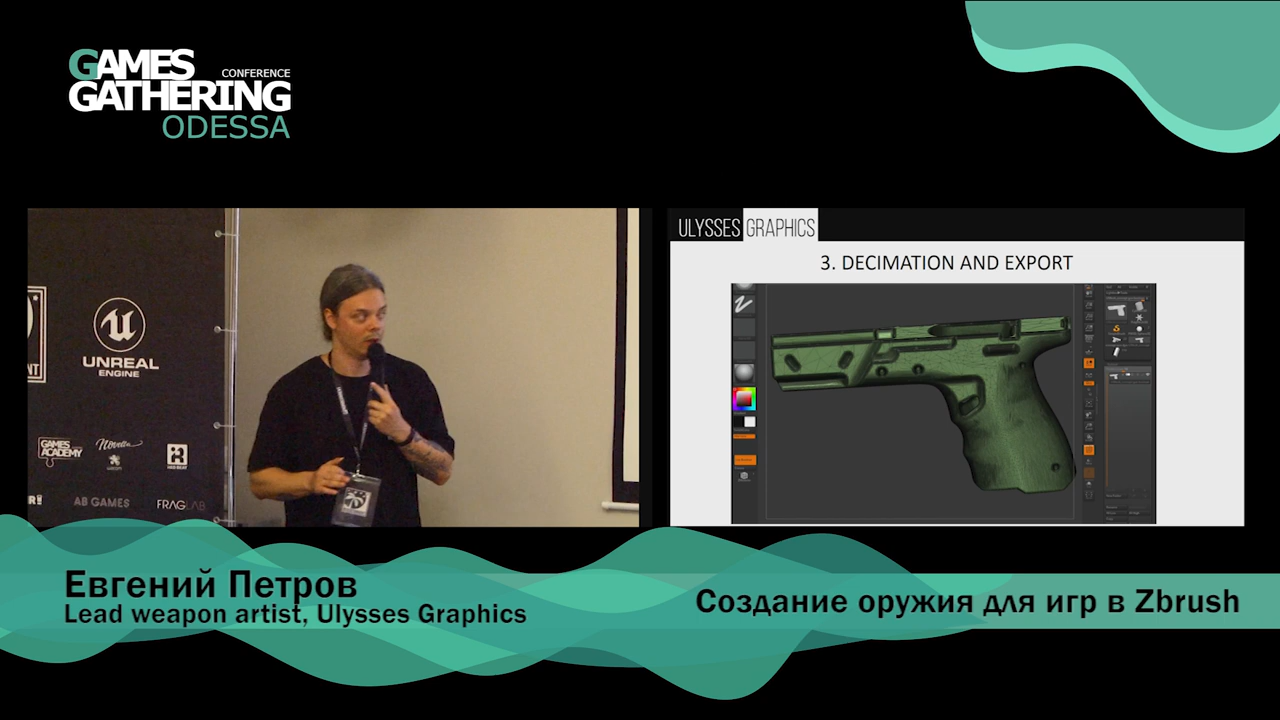 GAMES
CONFERENCE
GATHERING
ODESSA
UNREAL
ENGINE
GAMES
ACADEMY
Novella
AB GAMES
FRAGLAB
ULYSSES GRAPHICS
3. DECIMATION AND EXPORT
Евгений Петров
Lead weapon artist, Ulysses Graphics
Создание оружия для игр в Zbrush